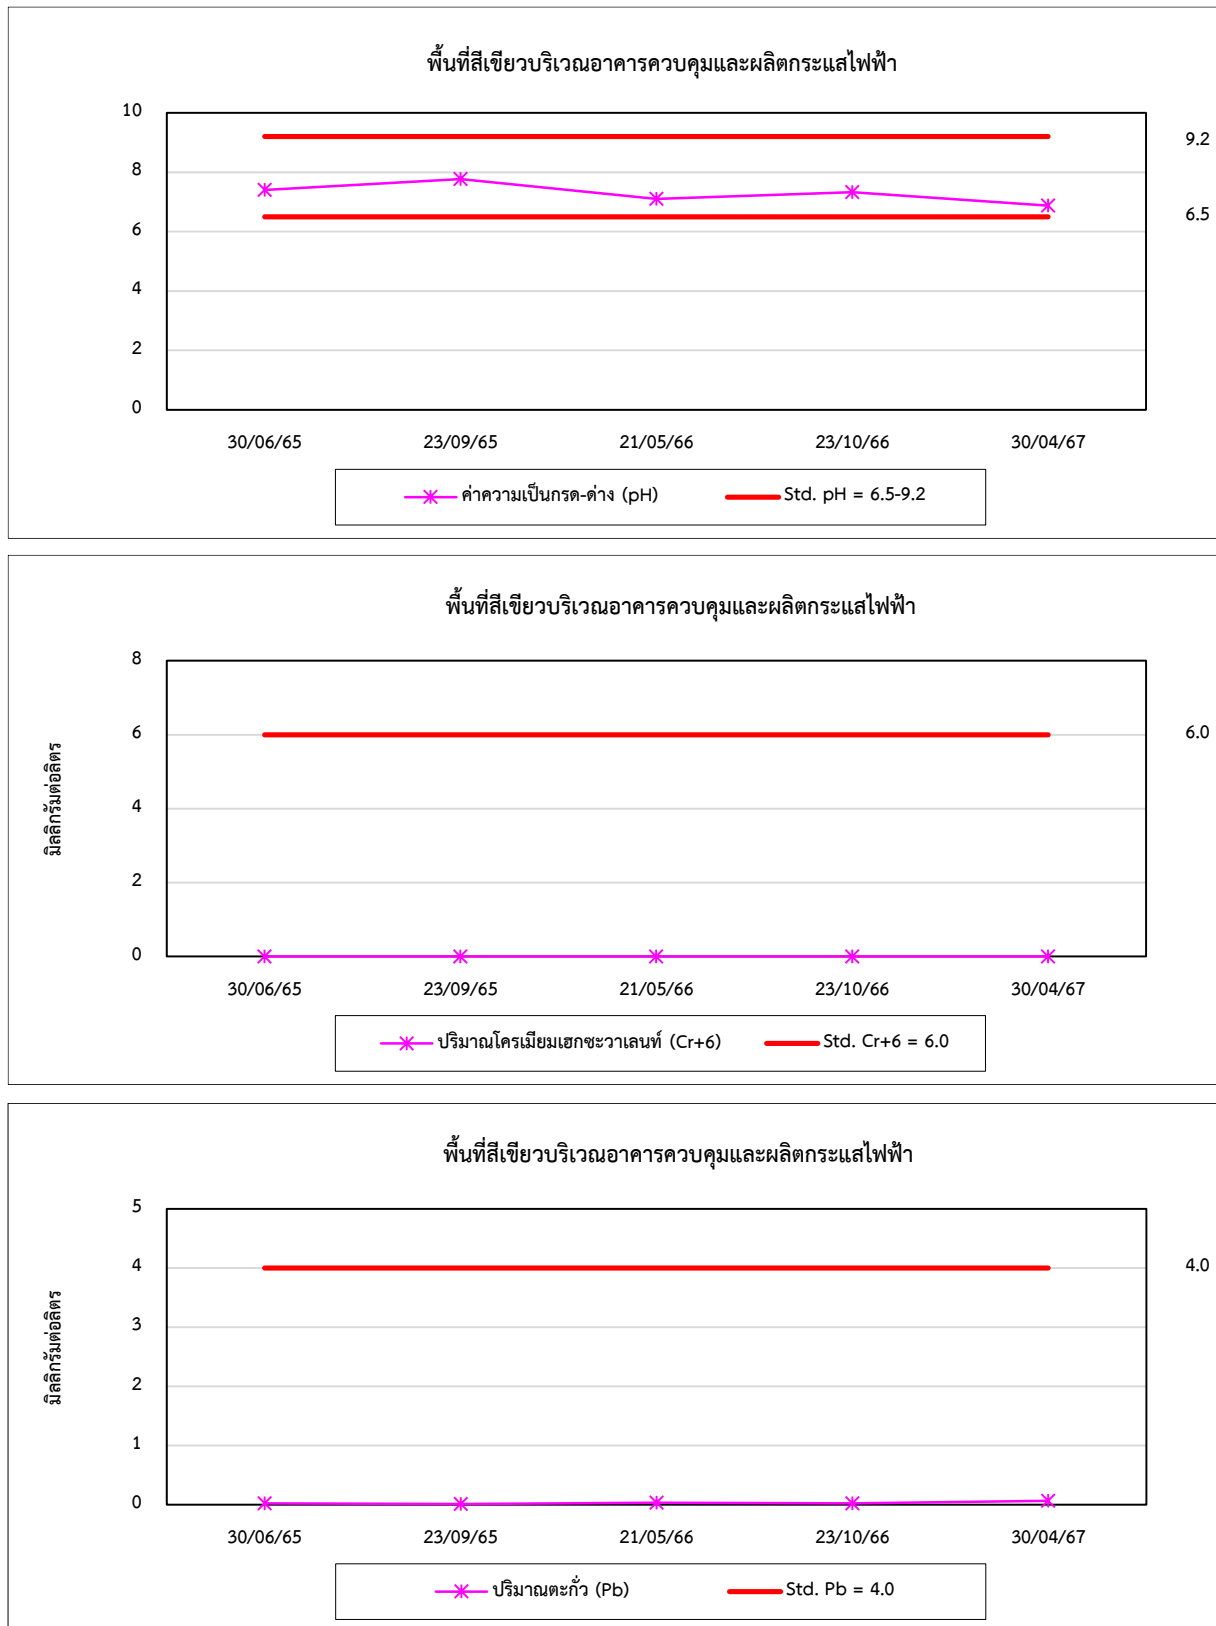 พื้นที่สีเขียวบริเวณอาคารควบคุมและผลิตกระแสไฟฟ้า
10
8
6
4
2
0
9.2
6.5
30/06/65 23/09/65 21/05/66 23/10/66 30/04/67
ค่าความเป็นกรด-ด่าง (pH) Std. pH = 6.5-9.2
พื้นที่สีเขียวบริเวณอาคารควบคุมและผลิตกระแสไฟฟ้า
มิลลิกรัมต่อลิตร
8
6
4
2
0
6.0
30/06/65 23/09/65 21/05/66 23/10/66 30/04/67
ปริมาณโครเมียมเฮกซะวาเลนท์ (Cr+6) Std. Cr+6 = 6.0
พื้นที่สีเขียวบริเวณอาคารควบคุมและผลิตกระแสไฟฟ้า
มิลลิกรัมต่อลิตร
5
4
3
2
1
0
4.0
30/06/65 23/09/65 21/05/66 23/10/66 30/04/67
ปริมาณตะกั่ว (Pb) Std. Pb = 4.0